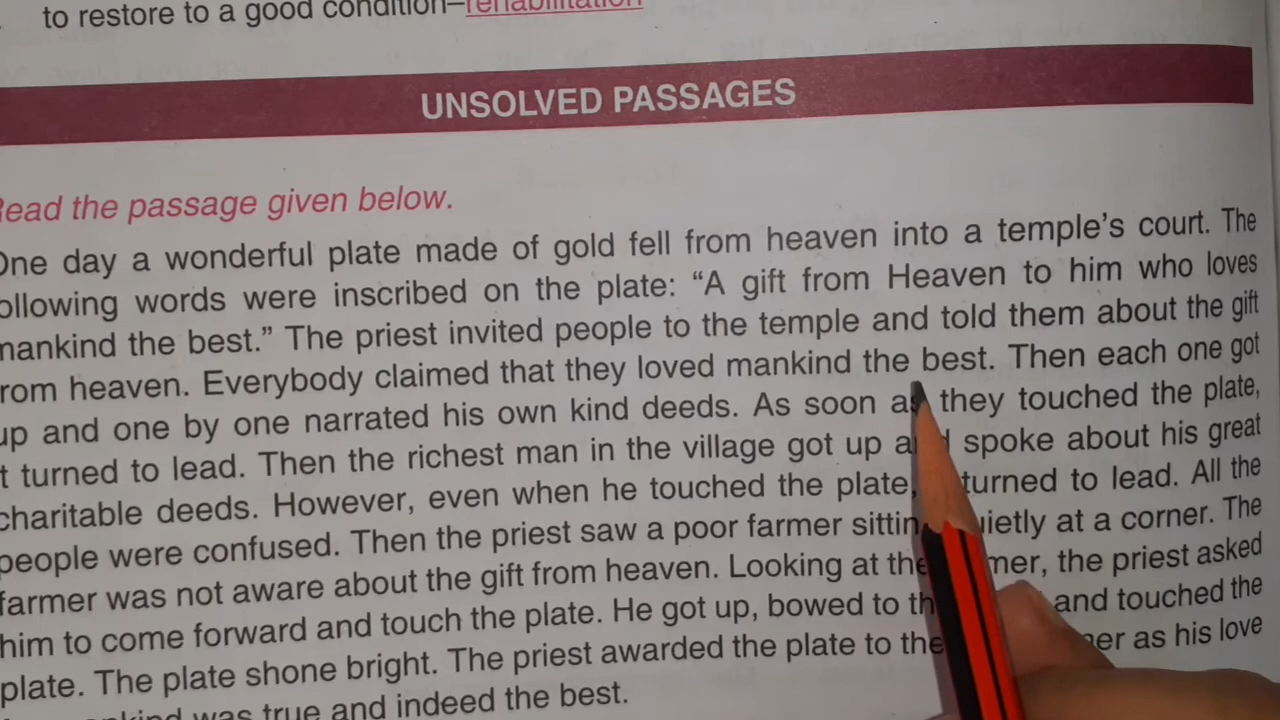 to restore to a good condition–rehabilitation
UNSOLVED PASSAGES
Read the passage given below.
One day a wonderful plate made of gold fell from heaven into a temple's court. The
ollowing words were inscribed on the plate: “A gift from Heaven to him who loves
mankind the best.” The priest invited people to the temple and told them about the gift
rom heaven. Everybody claimed that they loved mankind the best. Then each one got
up and one by one narrated his own kind deeds. As soon as they touched the plate,
t turned to lead. Then the richest man in the village got up and spoke about his great
charitable deeds. However, even when he touched the plate, turned to lead. All the
people were confused. Then the priest saw a poor farmer sittin uietly at a corner. The
farmer was not aware about the gift from heaven. Looking at the mer, the priest asked
him to come forward and touch the plate. He got up, bowed to th and touched the
plate. The plate shone bright. The priest awarded the plate to the er as his love
kind was true and indeed the best.